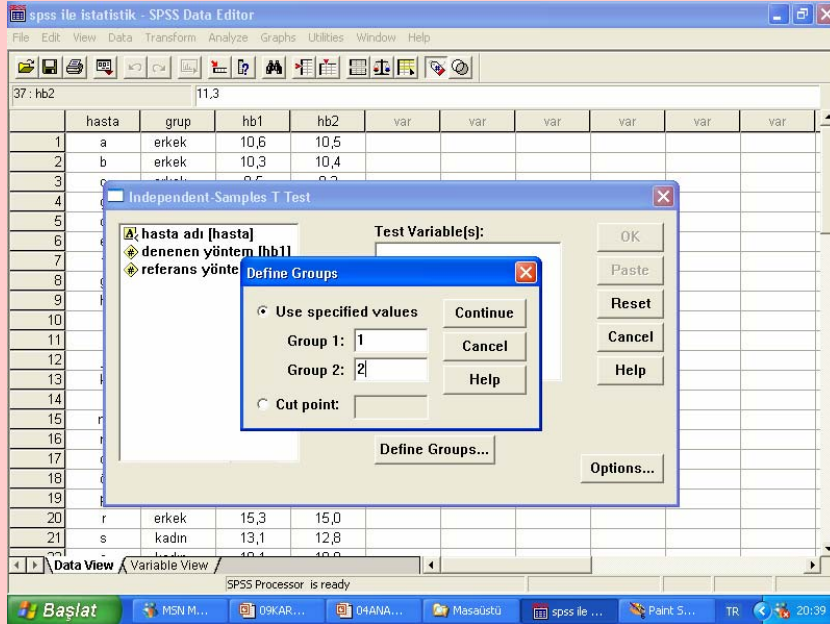 spss ile istatistik - SPSS Data Editor
File Edit View Data Transform Analyze Graphs Utilities Window Help
37 : hb2 11,3
hasta grup hb1 hb2 var var var var var var
1 a erkek 10,6 10,5
2 b erkek 10,3 10,4
3
4
5
6
7
8
9
10
11
12
13
14
15
16
17
18
19
20 r erkek 15,3 15,0
21 s kadın 13,1 12,8
Independent-Samples T Test
hasta adı [hasta]
denenen yöntem [hb1]
referans yönte
Test Variable(s):
OK
Paste
Reset
Cancel
Help
Define Groups...
Options...
Define Groups
Use specified values
Group 1: 1
Group 2: 2
Cut point:
Continue
Cancel
Help
Data View Variable View
SPSS Processor is ready
Başlat MSN M... 09KAR... 04ANA... Masaüstü spss ile ... Paint S... TR 20:39